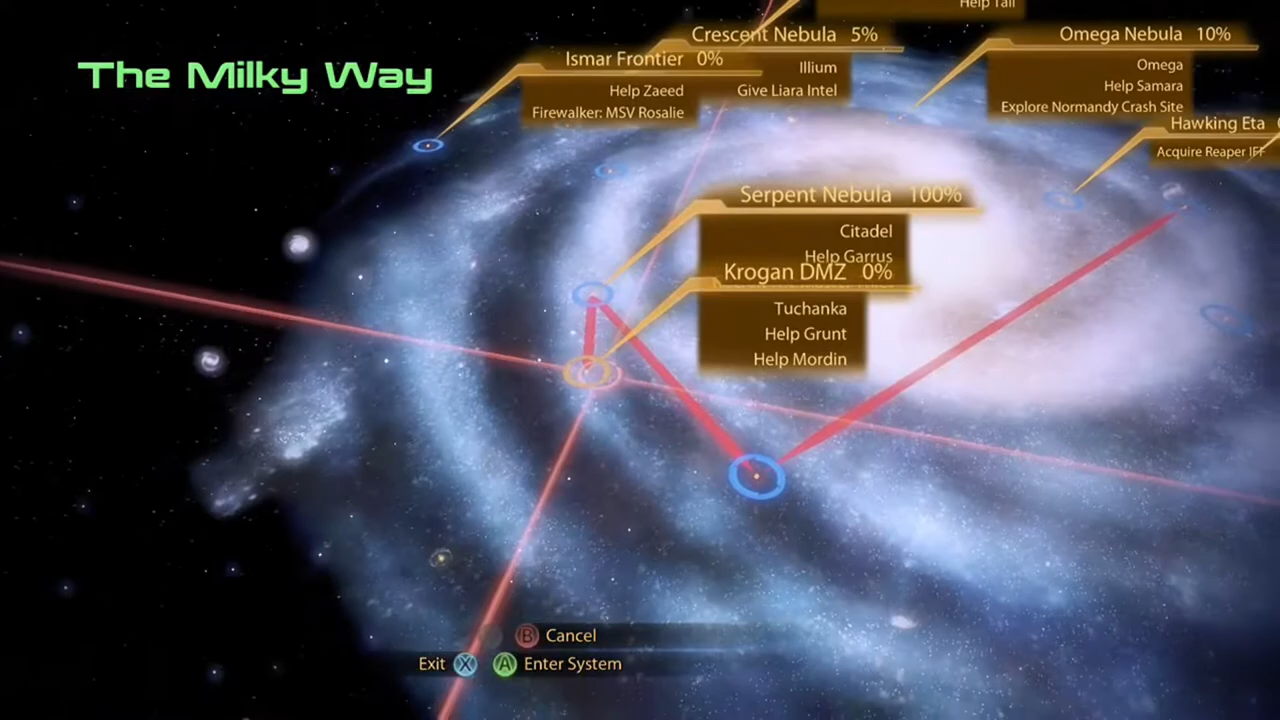 Help Tali
Crescent Nebula 5%
Illium
Give Liara Intel
Omega Nebula 10%
Omega
Help Samara
Explore Normandy Crash Site
Ismar Frontier 0%
Help Zaeed
Firewalker: MSV Rosalie
The Milky Way
Hawking Eta
Acquire Reaper IFF
Serpent Nebula 100%
Citadel
Help Garrus
Krogan DMZ 0%
Tuchanka
Help Grunt
Help Mordin
B Cancel
Exit X A Enter System